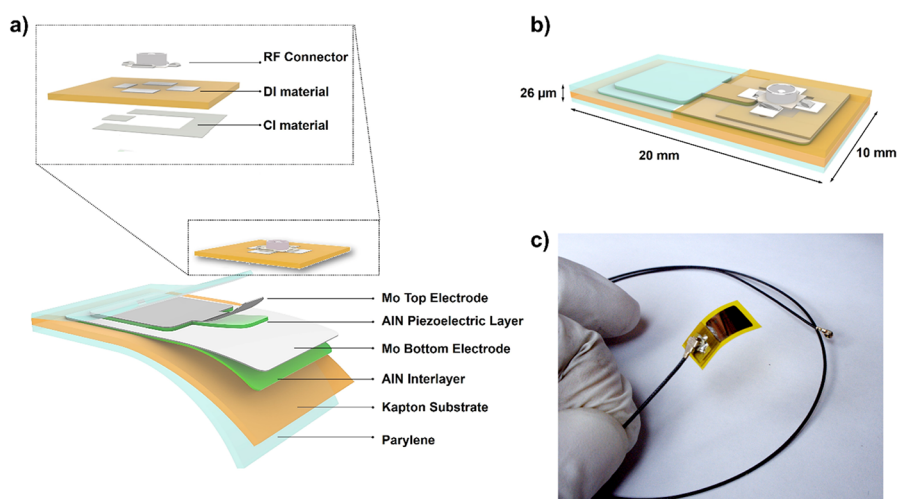 a)
RF Connector
DI material
CI material
Mo Top Electrode
AlN Piezoelectric Layer
Mo Bottom Electrode
AlN Interlayer
Kapton Substrate
Parylene
b)
26 µm
20 mm
10 mm
c)